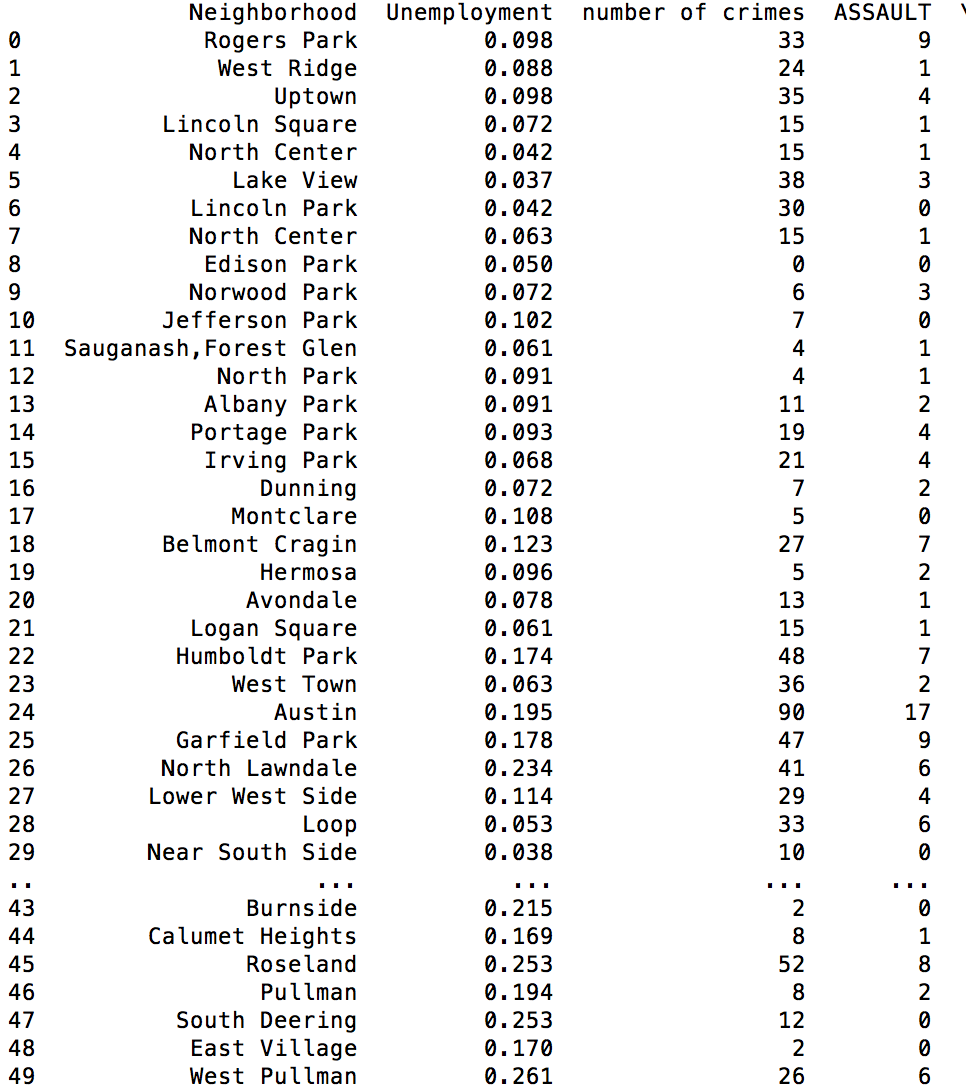 Neighborhood Unemployment number of crimes ASSAULT
0 Rogers Park 0.098 33 9
1 West Ridge 0.088 24 1
2 Uptown 0.098 35 4
3 Lincoln Square 0.072 15 1
4 North Center 0.042 15 1
5 Lake View 0.037 38 3
6 Lincoln Park 0.042 30 0
7 North Center 0.063 15 1
8 Edison Park 0.050 0 0
9 Norwood Park 0.072 6 3
10 Jefferson Park 0.102 7 0
11 Sauganash,Forest Glen 0.061 4 1
12 North Park 0.091 4 1
13 Albany Park 0.091 11 2
14 Portage Park 0.093 19 4
15 Irving Park 0.068 21 4
16 Dunning 0.072 7 2
17 Montclare 0.108 5 0
18 Belmont Cragin 0.123 27 7
19 Hermosa 0.096 5 2
20 Avondale 0.078 13 1
21 Logan Square 0.061 15 1
22 Humboldt Park 0.174 48 7
23 West Town 0.063 36 2
24 Austin 0.195 90 17
25 Garfield Park 0.178 47 9
26 North Lawndale 0.234 41 6
27 Lower West Side 0.114 29 4
28 Loop 0.053 33 6
29 Near South Side 0.038 10 0
.. ... ... ... ...
43 Burnside 0.215 2 0
44 Calumet Heights 0.169 8 1
45 Roseland 0.253 52 8
46 Pullman 0.194 8 2
47 South Deering 0.253 12 0
48 East Village 0.170 2 0
49 West Pullman 0.261 26 6